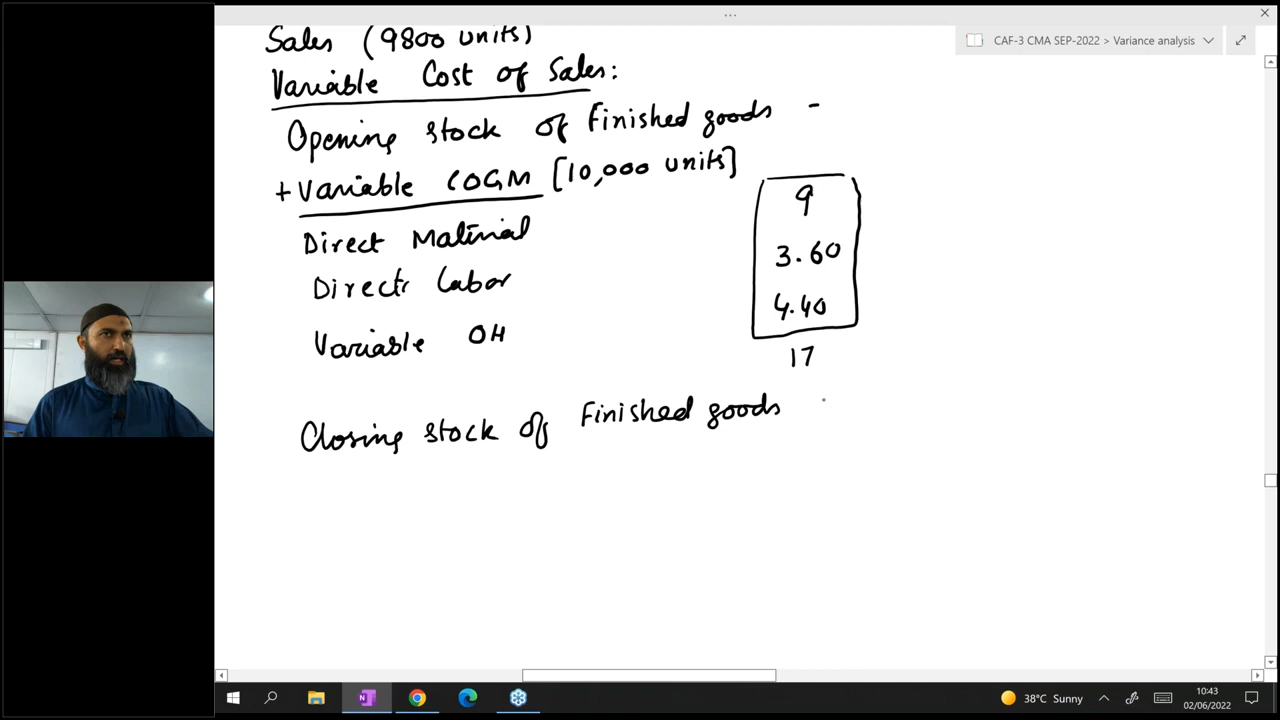 CAF-3 CMA SEP-2022 > Variance analysis
Sales (9800 units)
Variable Cost of Sales:
Opening stock of Finished goods -
+ Variable COGM [10,000 units]
Direct Material 9
Direct Labor 3.60
Variable OH 4.40
17
Closing stock of Finished goods
38°C Sunny
10:43
02/06/2022